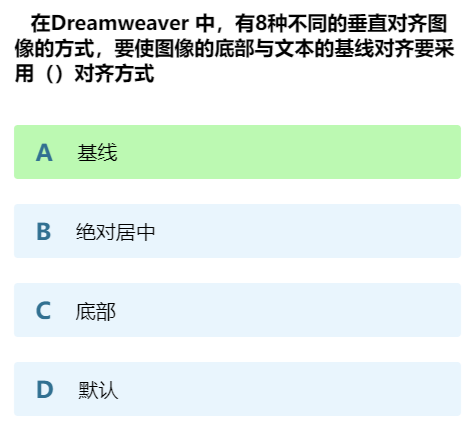 在Dreamweaver 中，有8种不同的垂直对齐图
像的方式，要使图像的底部与文本的基线对齐要采
用（）对齐方式
A 基线
B 绝对居中
C 底部
D 默认